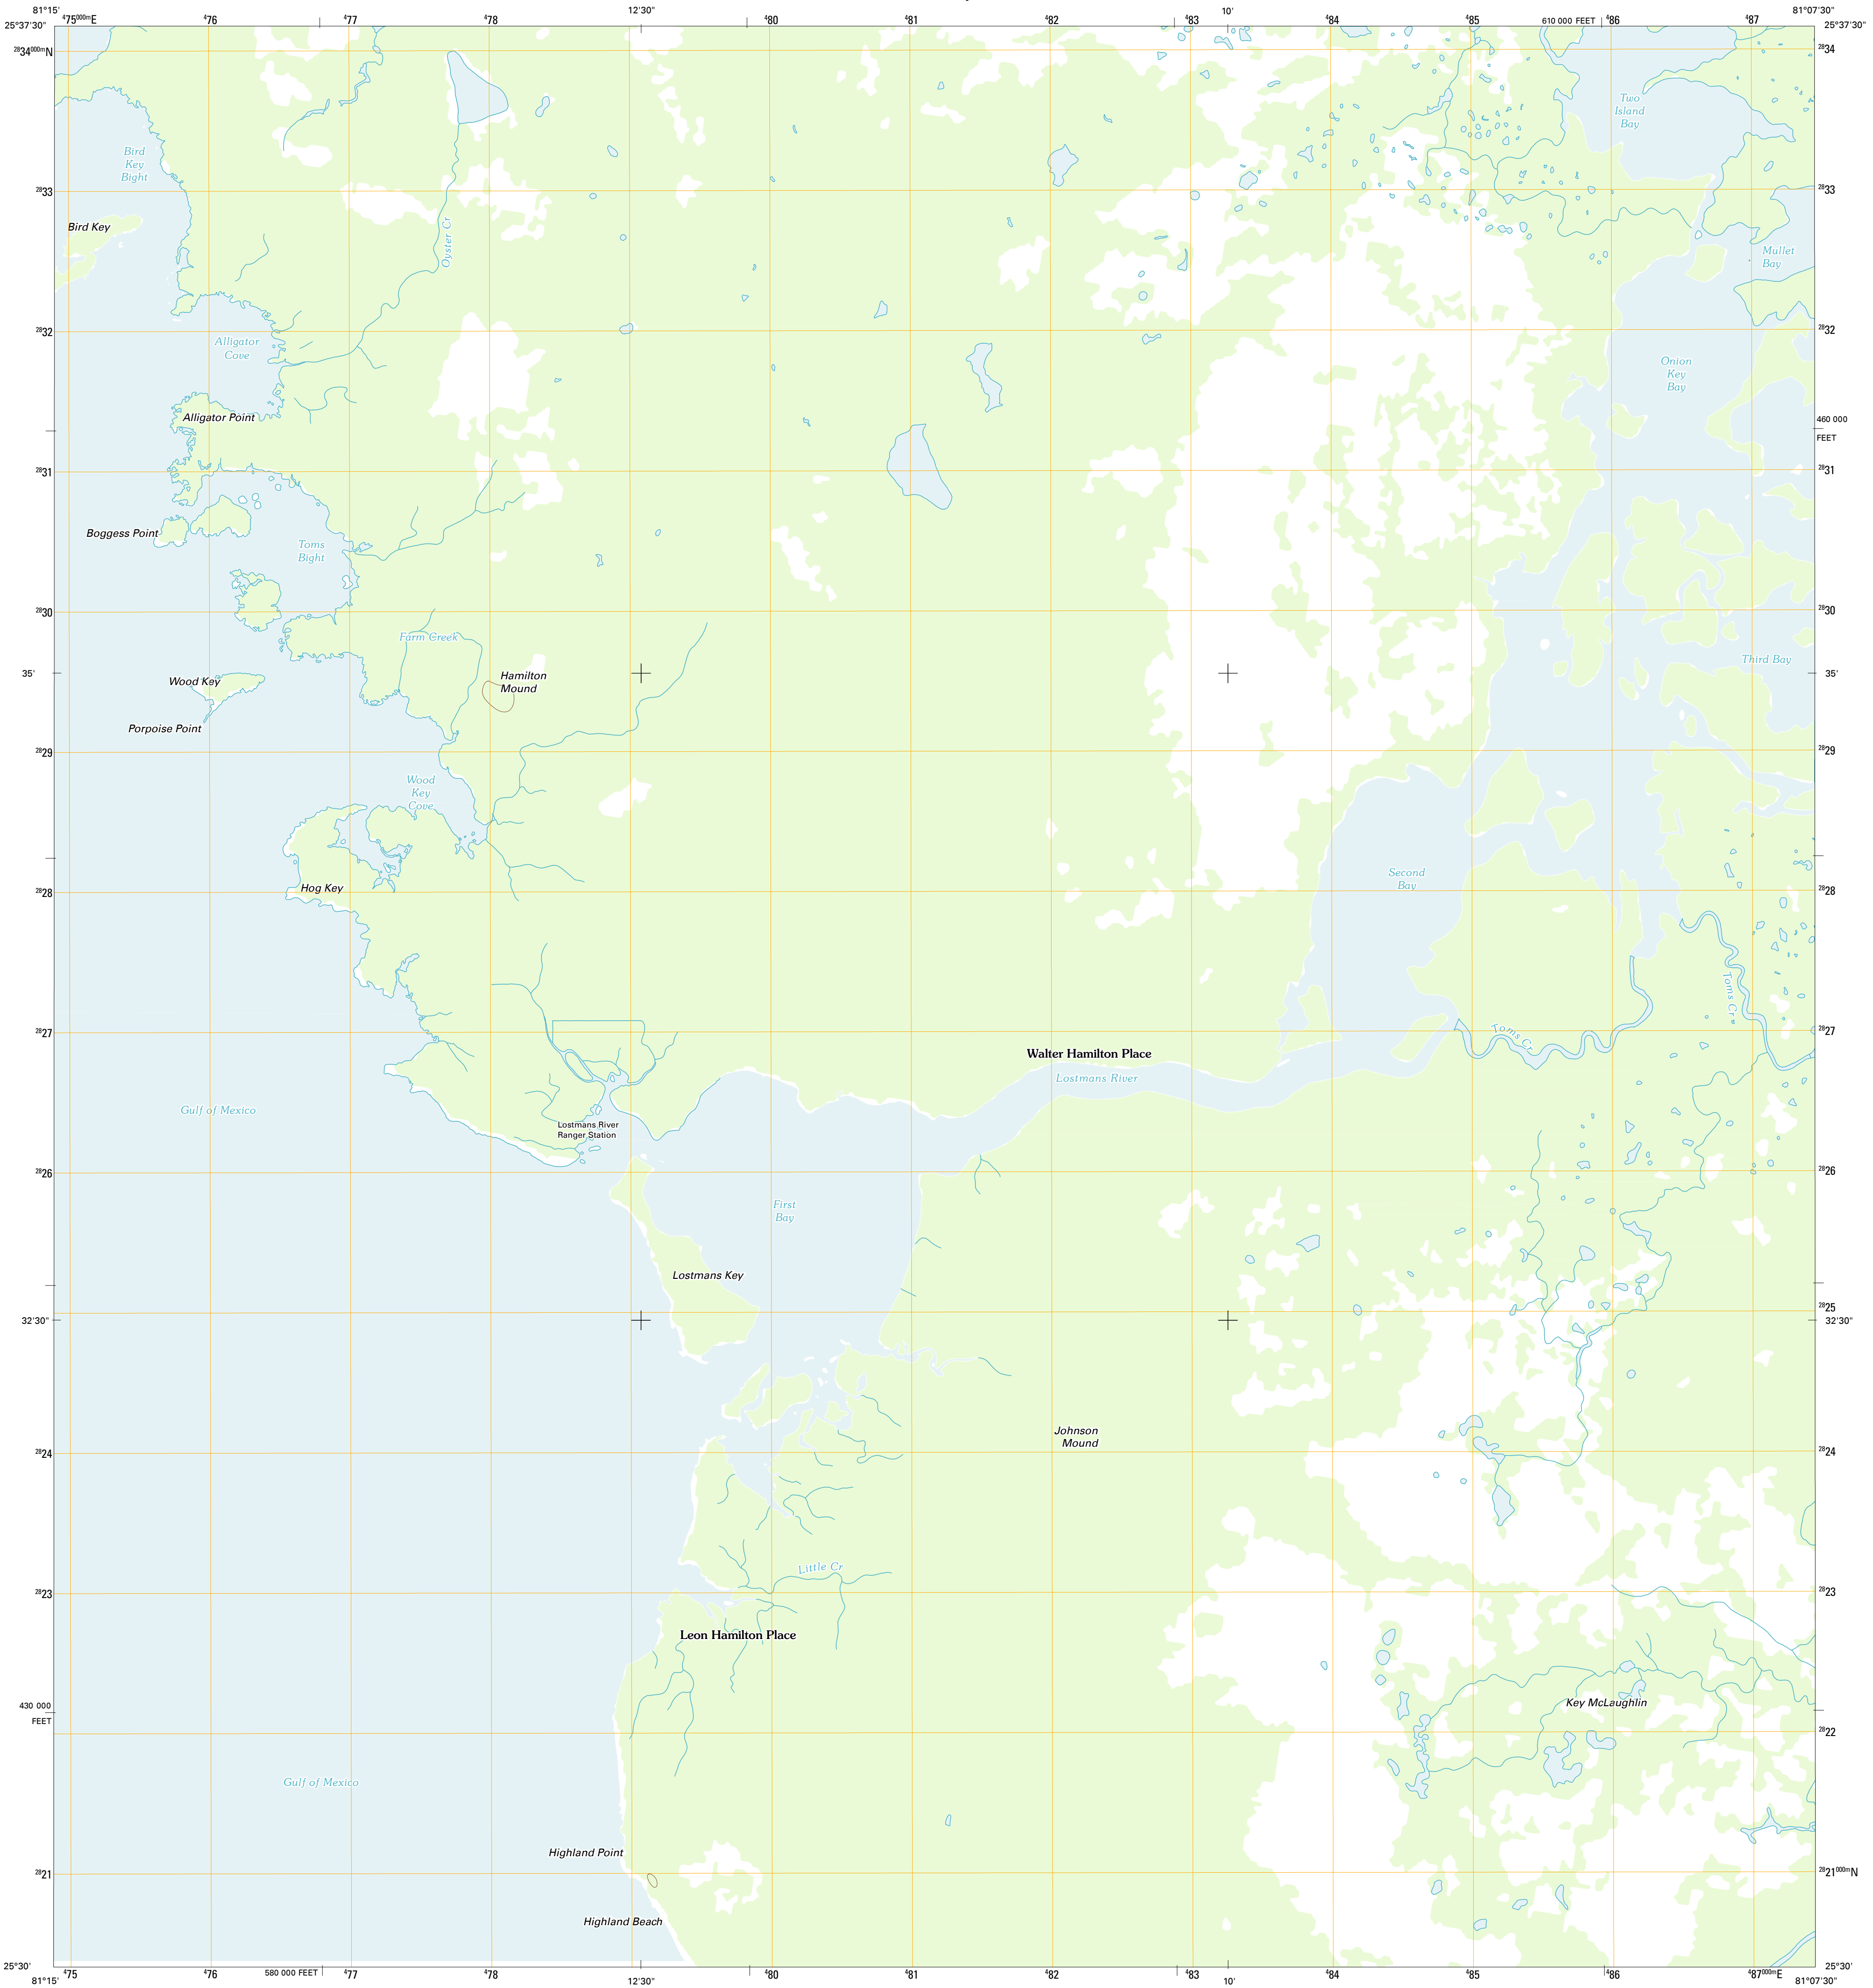 81°15'
⁴75⁰⁰⁰ᵐE
⁴76
⁴77
⁴78
12'30"
⁴80
⁴81
⁴82
⁴83
10'
⁴84
⁴85
610 000 FEET
⁴86
⁴87
81°07'30"
25°37'30"
25°37'30"
²⁸34⁰⁰⁰ᵐN
²⁸34
Two
Island
Bay
Bird
Key
Bight
²⁸33
²⁸33
Bird Key
Oyster Cr
Mullet
Bay
²⁸32
²⁸32
Alligator
Cove
Onion
Key
Bay
Alligator Point
460 000
FEET
²⁸31
²⁸31
Boggess Point
Toms
Bight
²⁸30
²⁸30
Farm Creek
Third Bay
35'
35'
Wood Key
Hamilton
Mound
Porpoise Point
²⁸29
²⁸29
Wood
Key
Cove
Second
Bay
Hog Key
²⁸28
²⁸28
Toms Cr
²⁸27
²⁸27
Toms Cr
Walter Hamilton Place
Lostmans River
Gulf of Mexico
Lostmans River
Ranger Station
²⁸26
²⁸26
First
Bay
Lostmans Key
²⁸25
32'30"
32'30"
Johnson
Mound
²⁸24
²⁸24
Little Cr
²⁸23
²⁸23
Leon Hamilton Place
Key McLaughlin
430 000
FEET
²⁸22
Gulf of Mexico
Highland Point
²⁸21
²⁸21⁰⁰⁰ᵐN
Highland Beach
25°30'
25°30'
81°15'
⁴75
⁴76
580 000 FEET
⁴77
⁴78
12'30"
⁴80
⁴81
⁴82
⁴83
10'
⁴84
⁴85
⁴86
⁴87⁰⁰⁰ᵐE
81°07'30"